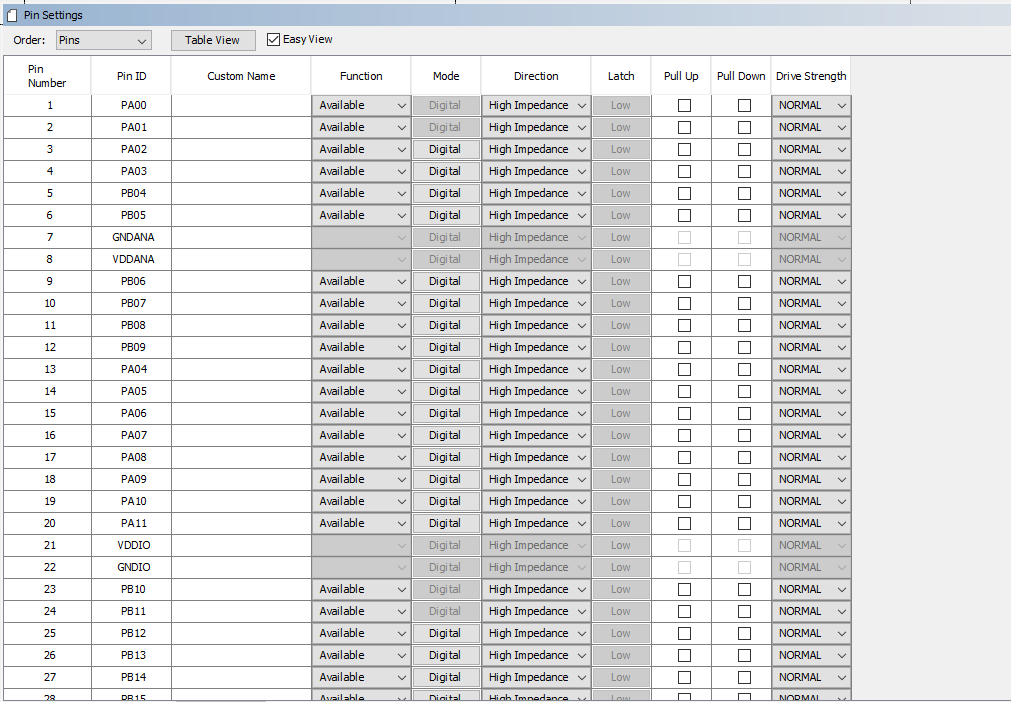 Pin Settings
Order: Pins Table View Easy View
Pin Number Pin ID Custom Name Function Mode Direction Latch Pull Up Pull Down Drive Strength
1 PA00 Available Digital High Impedance Low NORMAL
2 PA01 Available Digital High Impedance Low NORMAL
3 PA02 Available Digital High Impedance Low NORMAL
4 PA03 Available Digital High Impedance Low NORMAL
5 PB04 Available Digital High Impedance Low NORMAL
6 PB05 Available Digital High Impedance Low NORMAL
7 GNDANA Digital High Impedance Low NORMAL
8 VDDANA Digital High Impedance Low NORMAL
9 PB06 Available Digital High Impedance Low NORMAL
10 PB07 Available Digital High Impedance Low NORMAL
11 PB08 Available Digital High Impedance Low NORMAL
12 PB09 Available Digital High Impedance Low NORMAL
13 PA04 Available Digital High Impedance Low NORMAL
14 PA05 Available Digital High Impedance Low NORMAL
15 PA06 Available Digital High Impedance Low NORMAL
16 PA07 Available Digital High Impedance Low NORMAL
17 PA08 Available Digital High Impedance Low NORMAL
18 PA09 Available Digital High Impedance Low NORMAL
19 PA10 Available Digital High Impedance Low NORMAL
20 PA11 Available Digital High Impedance Low NORMAL
21 VDDIO Digital High Impedance Low NORMAL
22 GNDIO Digital High Impedance Low NORMAL
23 PB10 Available Digital High Impedance Low NORMAL
24 PB11 Available Digital High Impedance Low NORMAL
25 PB12 Available Digital High Impedance Low NORMAL
26 PB13 Available Digital High Impedance Low NORMAL
27 PB14 Available Digital High Impedance Low NORMAL
28 PB15 Available Digital High Impedance Low NORMAL